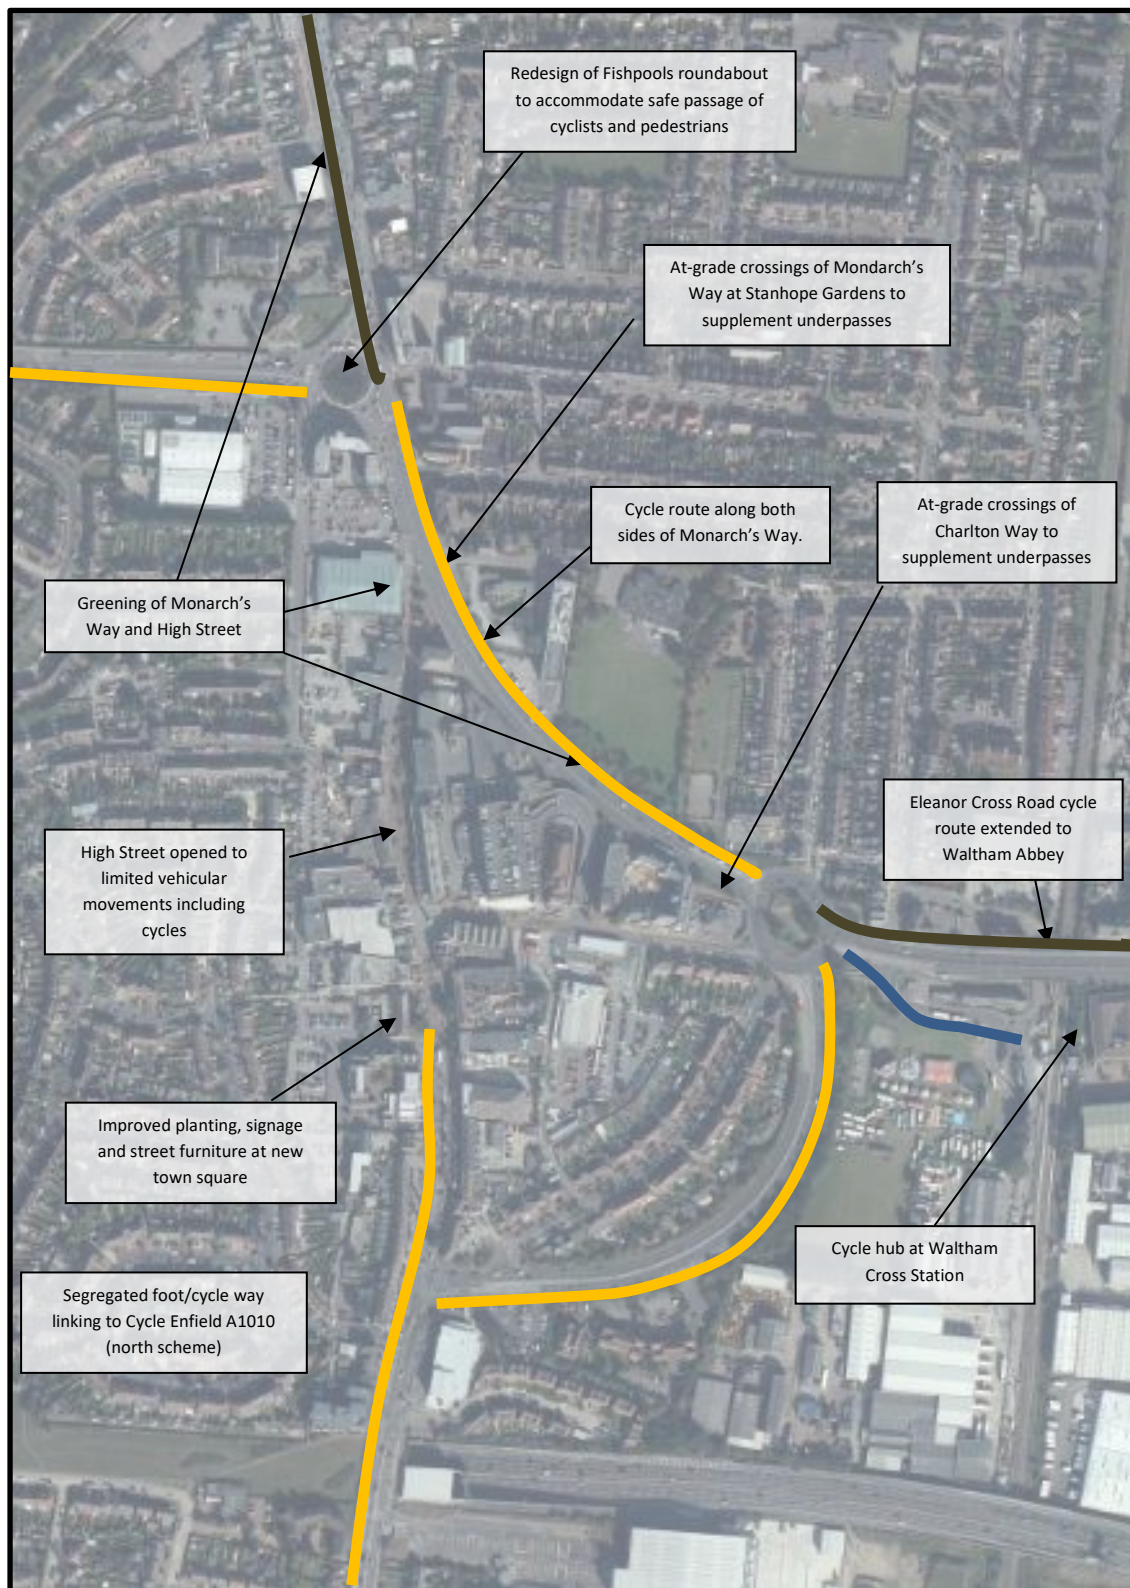 Redesign of Fishpools roundabout
to accommodate safe passage of
cyclists and pedestrians
At-grade crossings of Mondarch’s
Way at Stanhope Gardens to
supplement underpasses
Cycle route along both
sides of Monarch’s Way.
At-grade crossings of
Charlton Way to
supplement underpasses
Greening of Monarch’s
Way and High Street
High Street opened to
limited vehicular
movements including
cycles
Eleanor Cross Road cycle
route extended to
Waltham Abbey
Improved planting, signage
and street furniture at new
town square
Cycle hub at Waltham
Cross Station
Segregated foot/cycle way
linking to Cycle Enfield A1010
(north scheme)